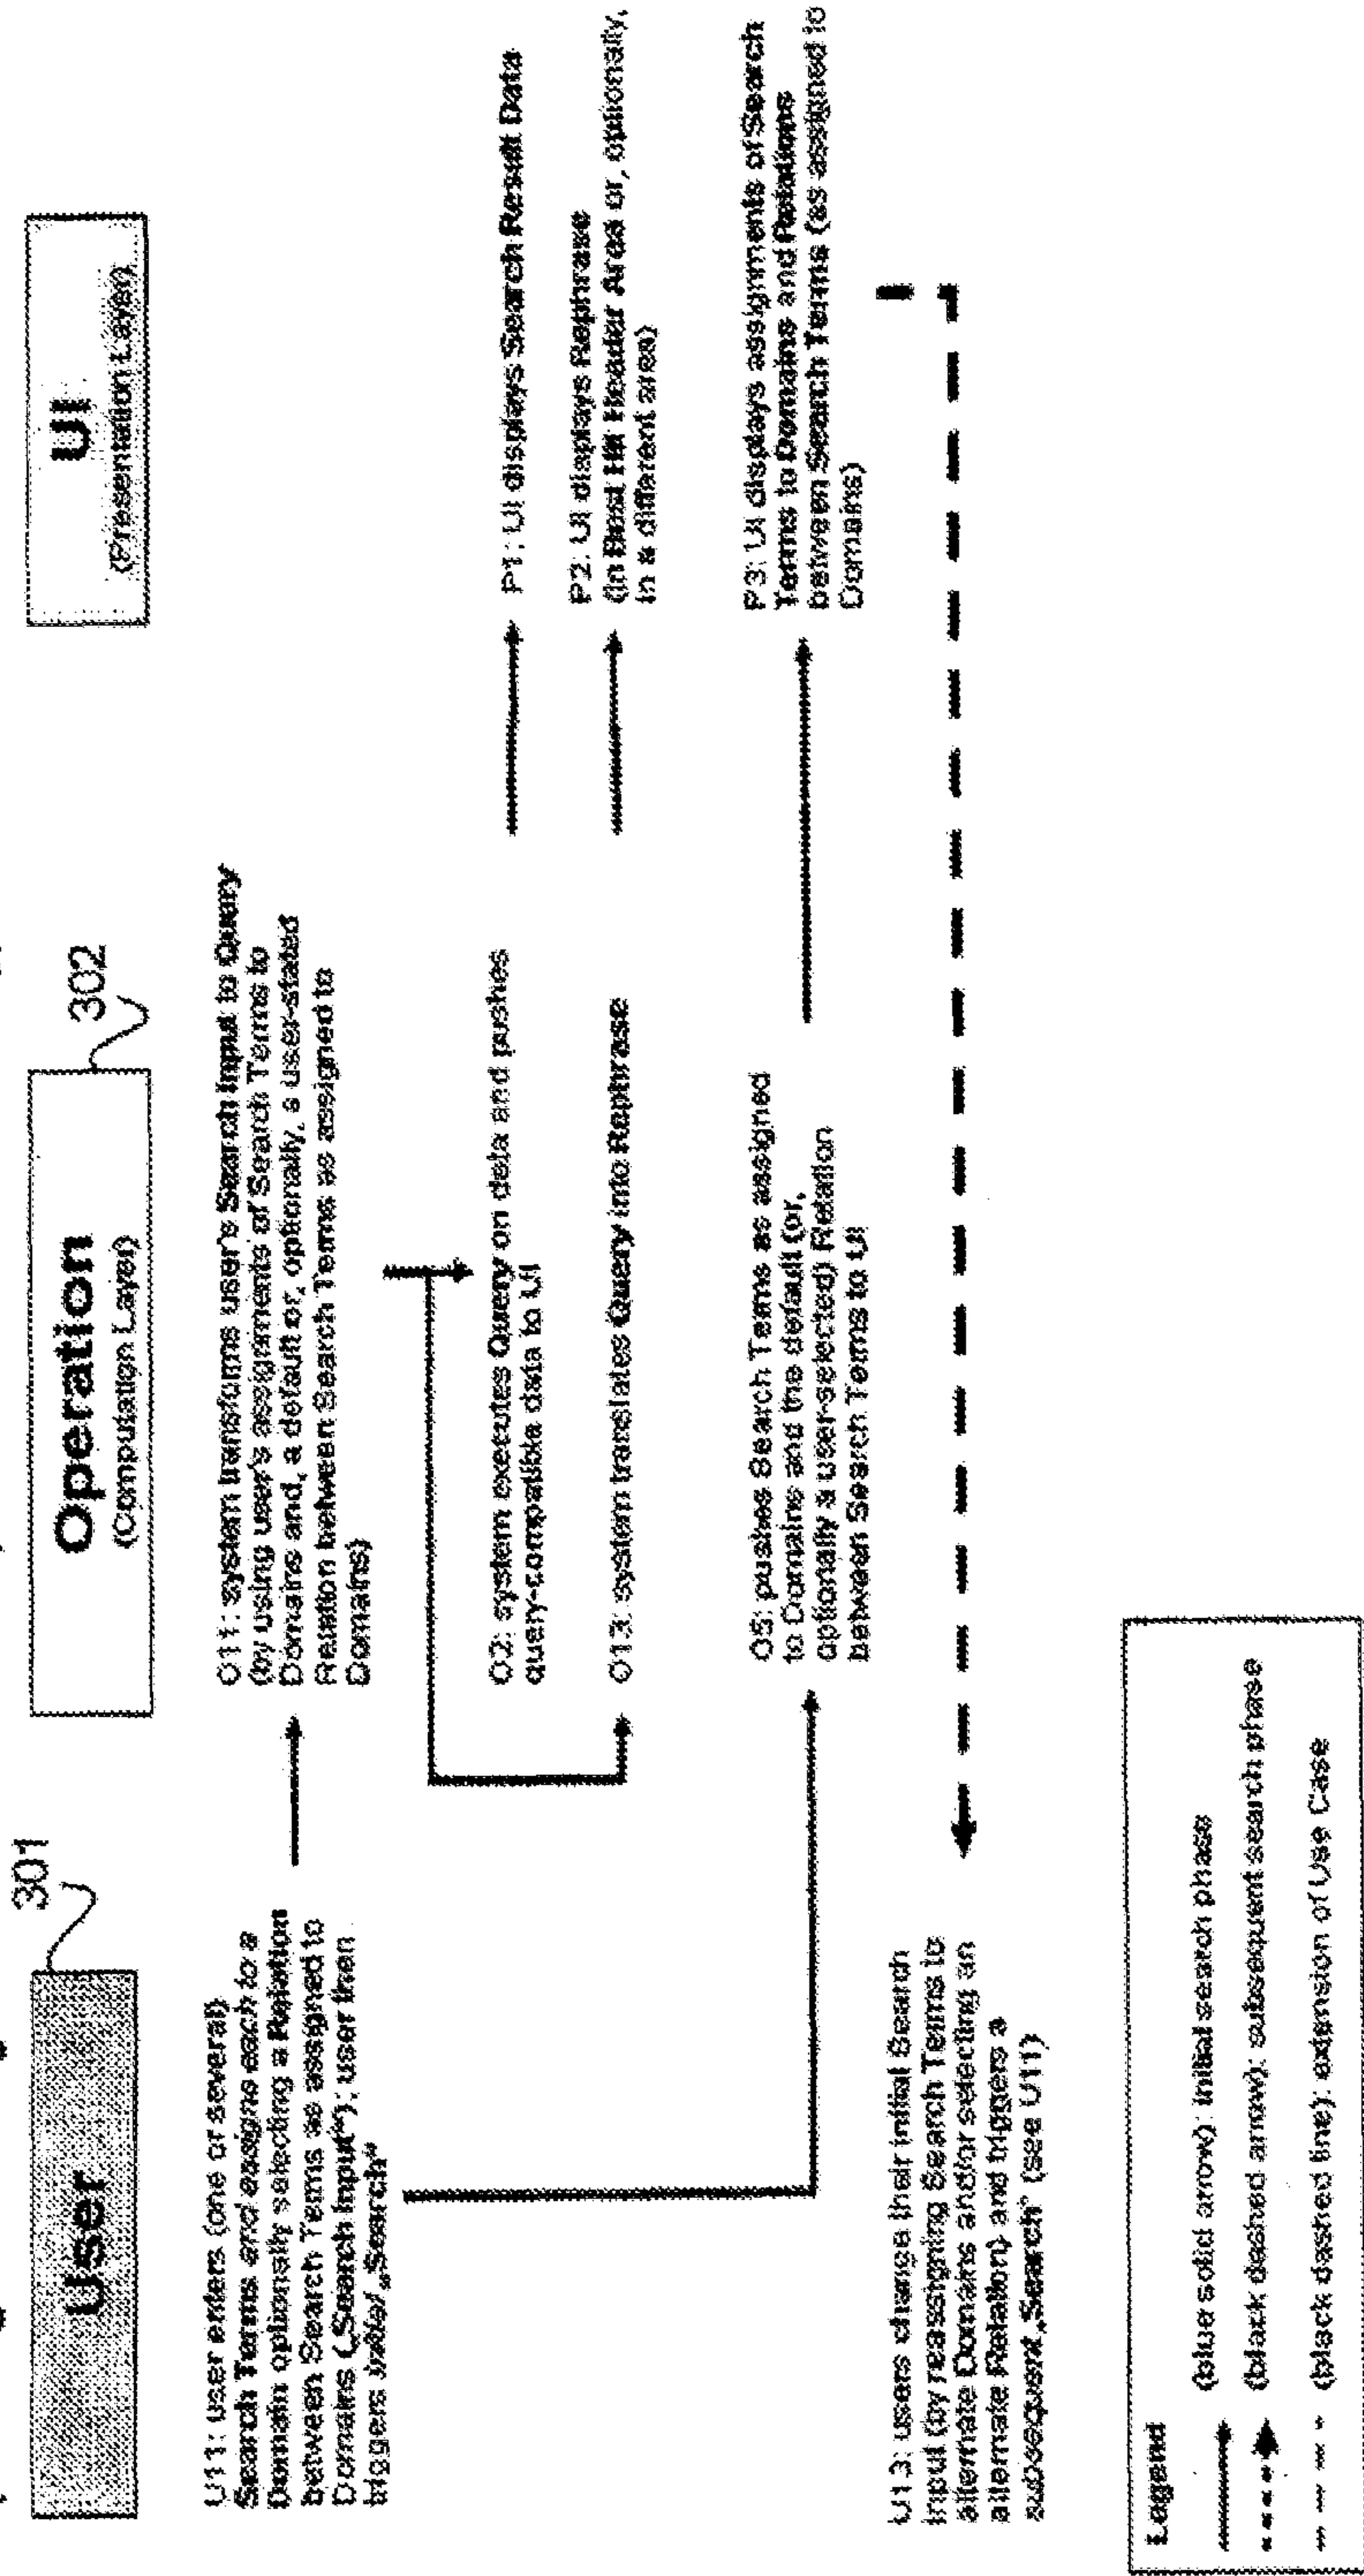 301
302
User
Operation
(Computation Layer)
UI
(Presentation Layer)
U11: user enters (one or several)
Search Terms and assigns each to a
Domain optionally selecting a Relation
between Search Terms as assigned to
Domains („Search Input“); user then
triggers initial „Search“
O11: system transforms user's Search Input to Query
(by using user's assignments of Search Terms to
Domains and, a default or, optionally, a user-stated
Relation between Search Terms as assigned to
Domains)
O2: system executes Query on data and pushes
query-compatible data to UI
P1: UI displays Search Result Data
O13: system translates Query into Rephrase
P2: UI displays Rephrase
(in Best Hit Header Area or, optionally,
in a different area)
O5: pushes Search Terms as assigned
to Domains and the default (or,
optionally a user-selected) Relation
between Search Terms to UI
P3: UI displays assignments of Search
Terms to Domains and Relations
between Search Terms (as assigned to
Domains)
U13: users change their initial Search
Input (by reassigning Search Terms to
alternate Domains and/or selecting an
alternate Relation) and triggers a
subsequent „Search“ (see U11)
Legend
(blue solid arrow): initial search phase
(black dashed arrow): subsequent search phase
(black dashed line): extension of Use Case